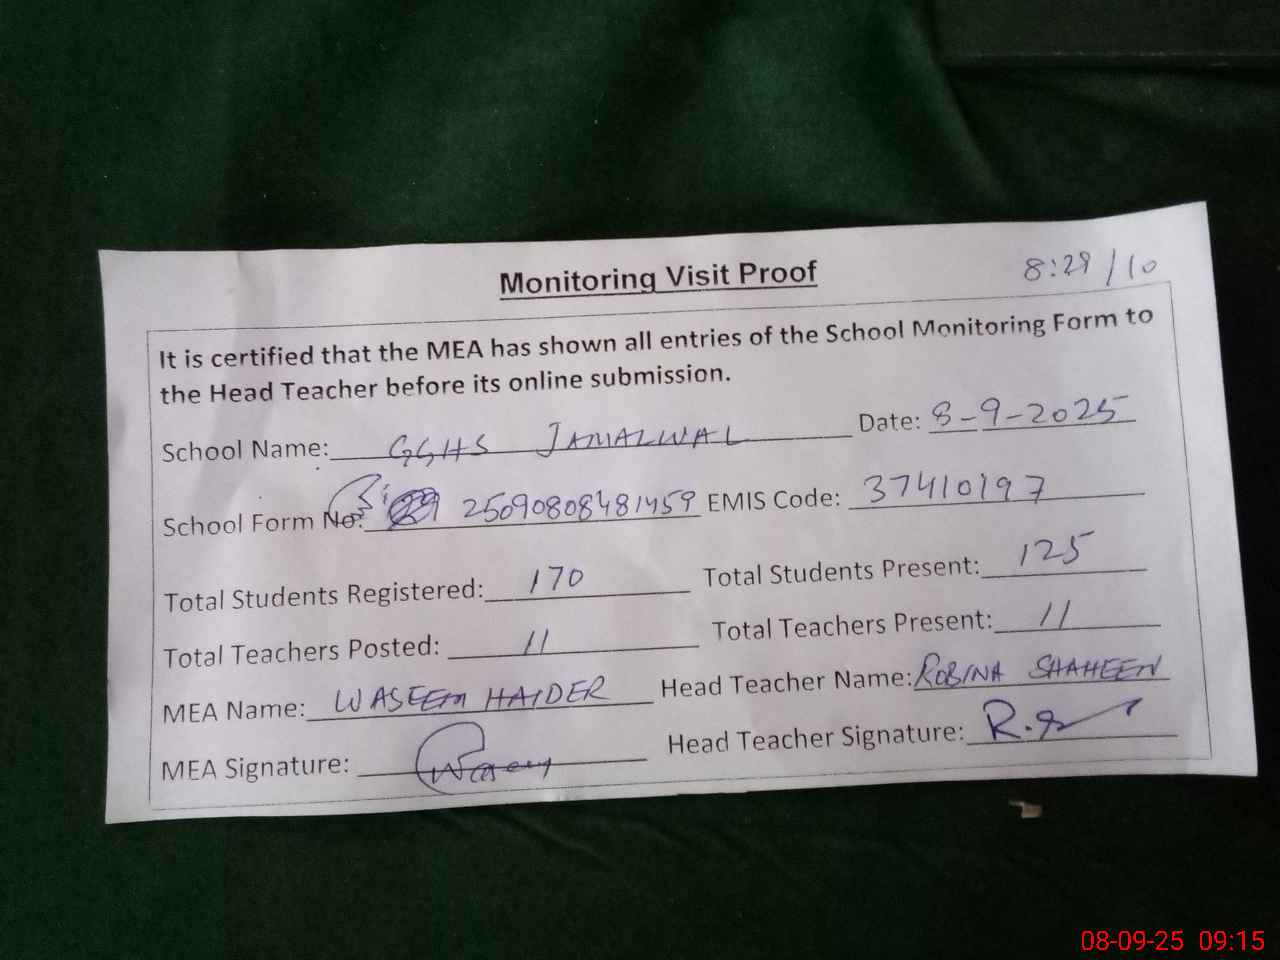 Monitoring Visit Proof
8:29/10
It is certified that the MEA has shown all entries of the School Monitoring Form to
the Head Teacher before its online submission.
School Name: GGHS JAMALWAL Date: 8-9-2025
School Form No: 2509080848 1459 EMIS Code: 37410197
Total Students Registered: 170 Total Students Present: 125
Total Teachers Posted: 11 Total Teachers Present: 11
MEA Name: WASEEM HAIDER Head Teacher Name: ROBINA SHAHEEN
MEA Signature: Head Teacher Signature:
08-09-25 09:15